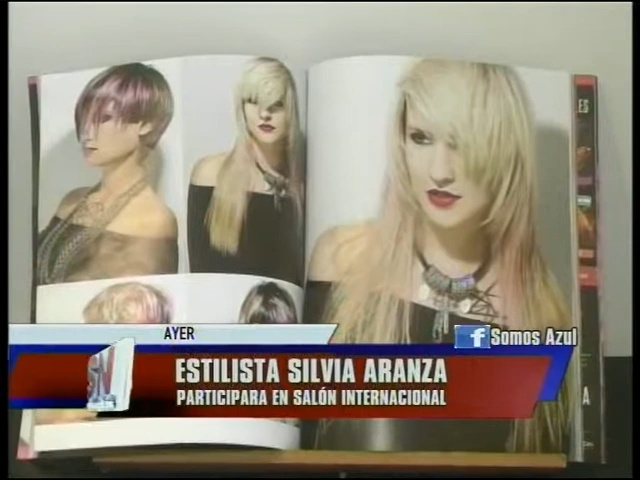 AYER
Somos Azul
ESTILISTA SILVIA ARANZA
PARTICIPARA EN SALÓN INTERNACIONAL